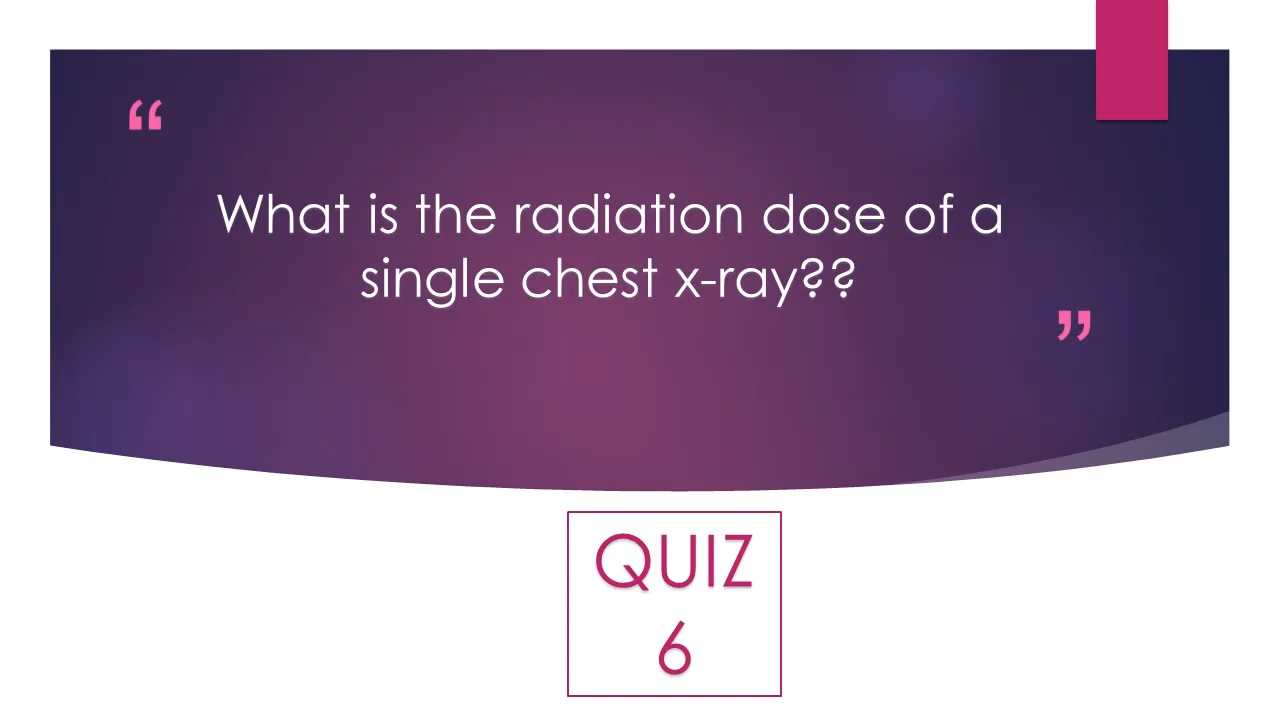 “
What is the radiation dose of a
single chest x-ray??
”
QUIZ
6